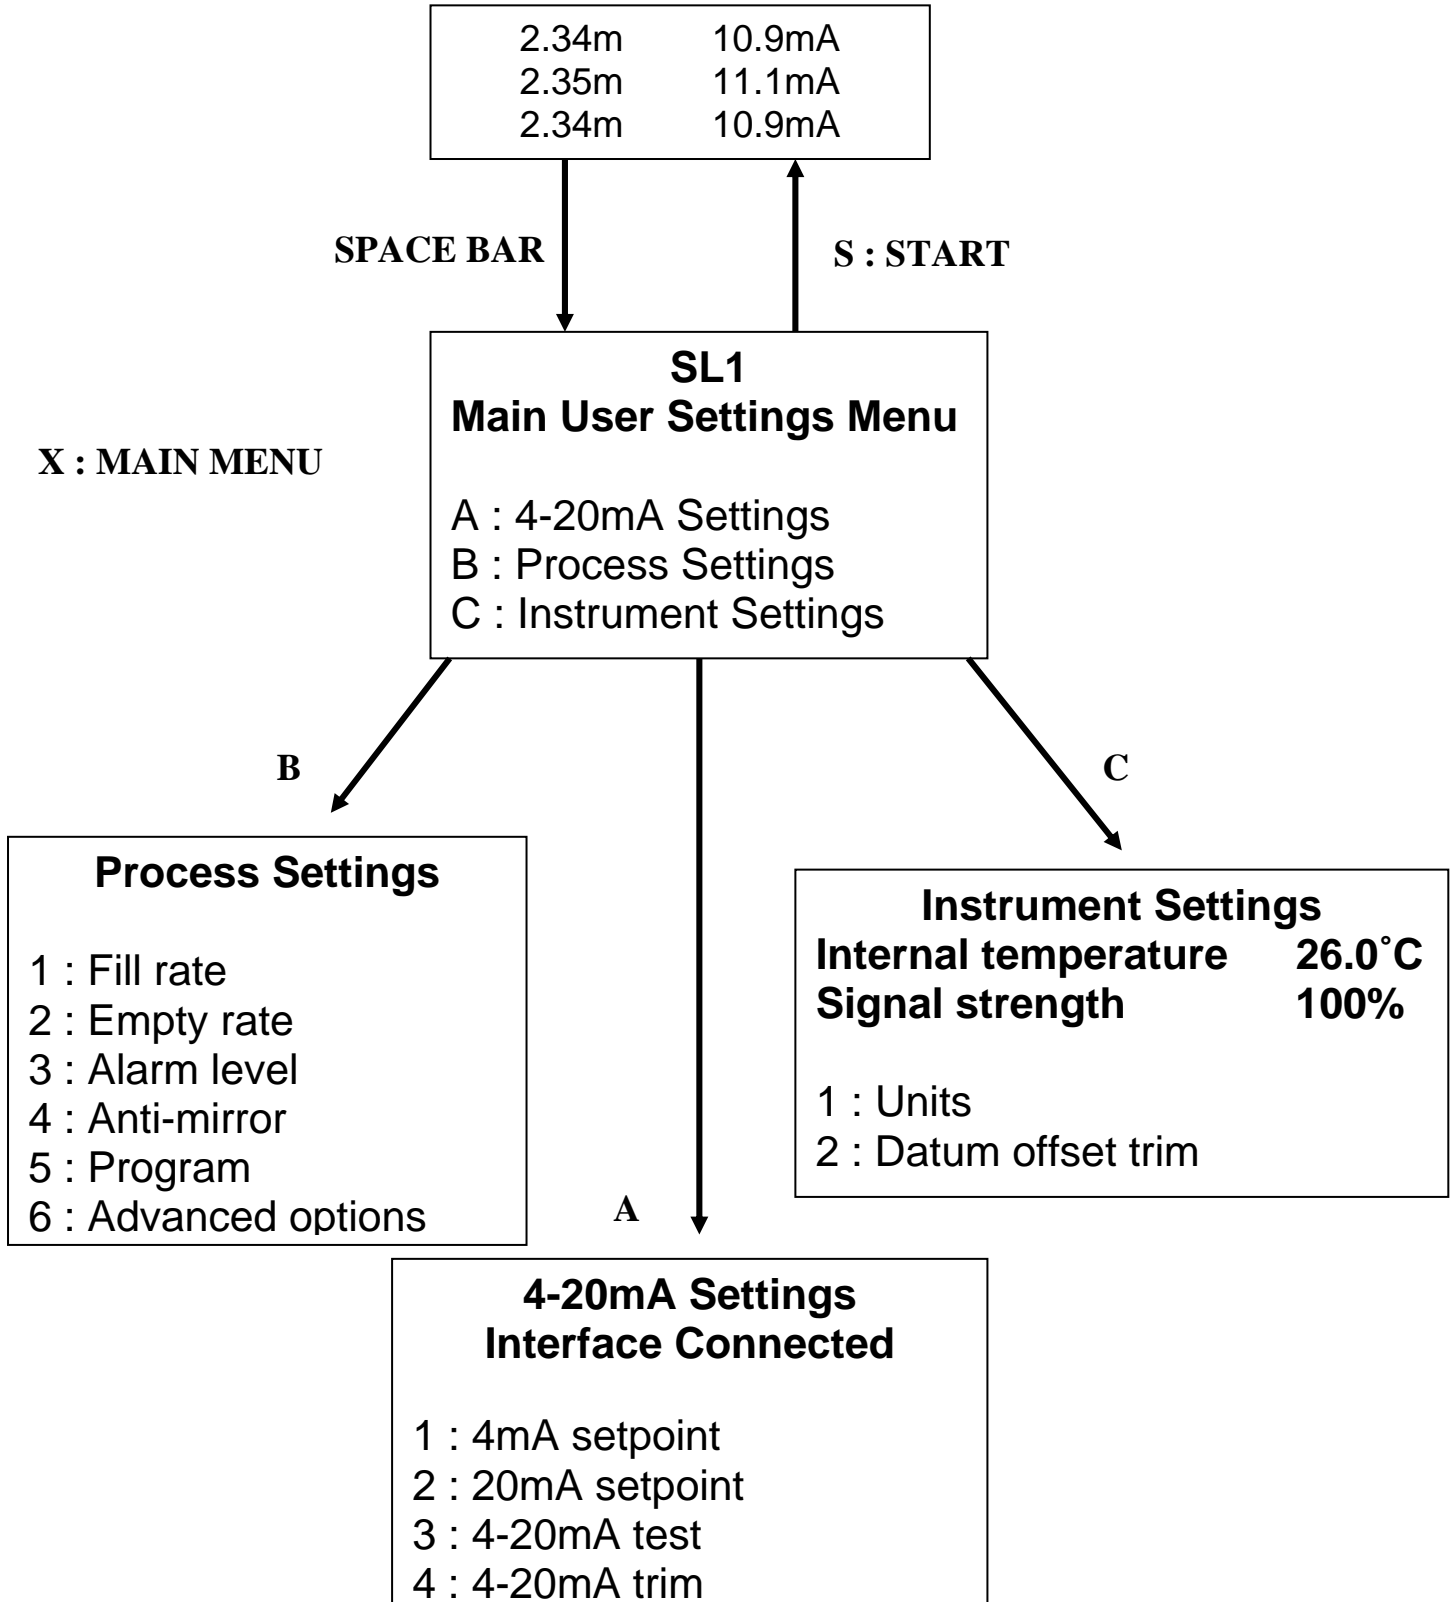 2.34m 10.9mA
2.35m 11.1mA
2.34m 10.9mA
SPACE BAR
S : START
SL1
Main User Settings Menu
X : MAIN MENU
A : 4-20mA Settings
B : Process Settings
C : Instrument Settings
B
C
Process Settings
1 : Fill rate
2 : Empty rate
3 : Alarm level
4 : Anti-mirror
5 : Program
6 : Advanced options
Instrument Settings
Internal temperature 26.0˚C
Signal strength 100%
1 : Units
2 : Datum offset trim
A
4-20mA Settings
Interface Connected
1 : 4mA setpoint
2 : 20mA setpoint
3 : 4-20mA test
4 : 4-20mA trim